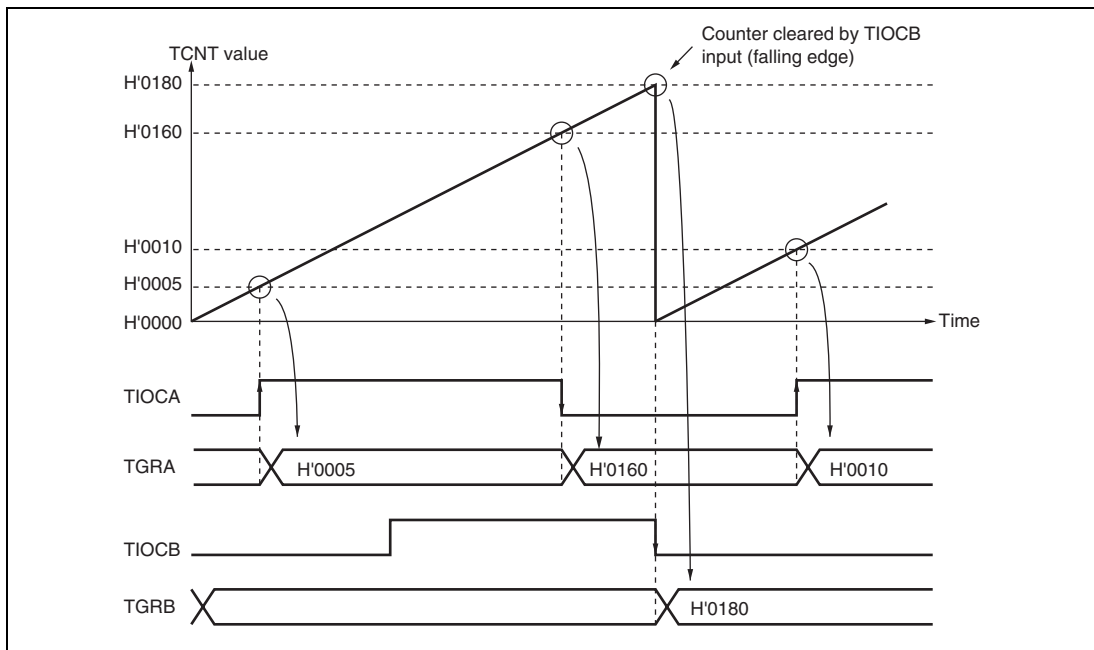 Counter cleared by TIOCB
input (falling edge)
TCNT value
H'0180
H'0160
H'0010
H'0005
H'0000
Time
TIOCA
TGRA
H'0005
H'0160
H'0010
TIOCB
TGRB
H'0180